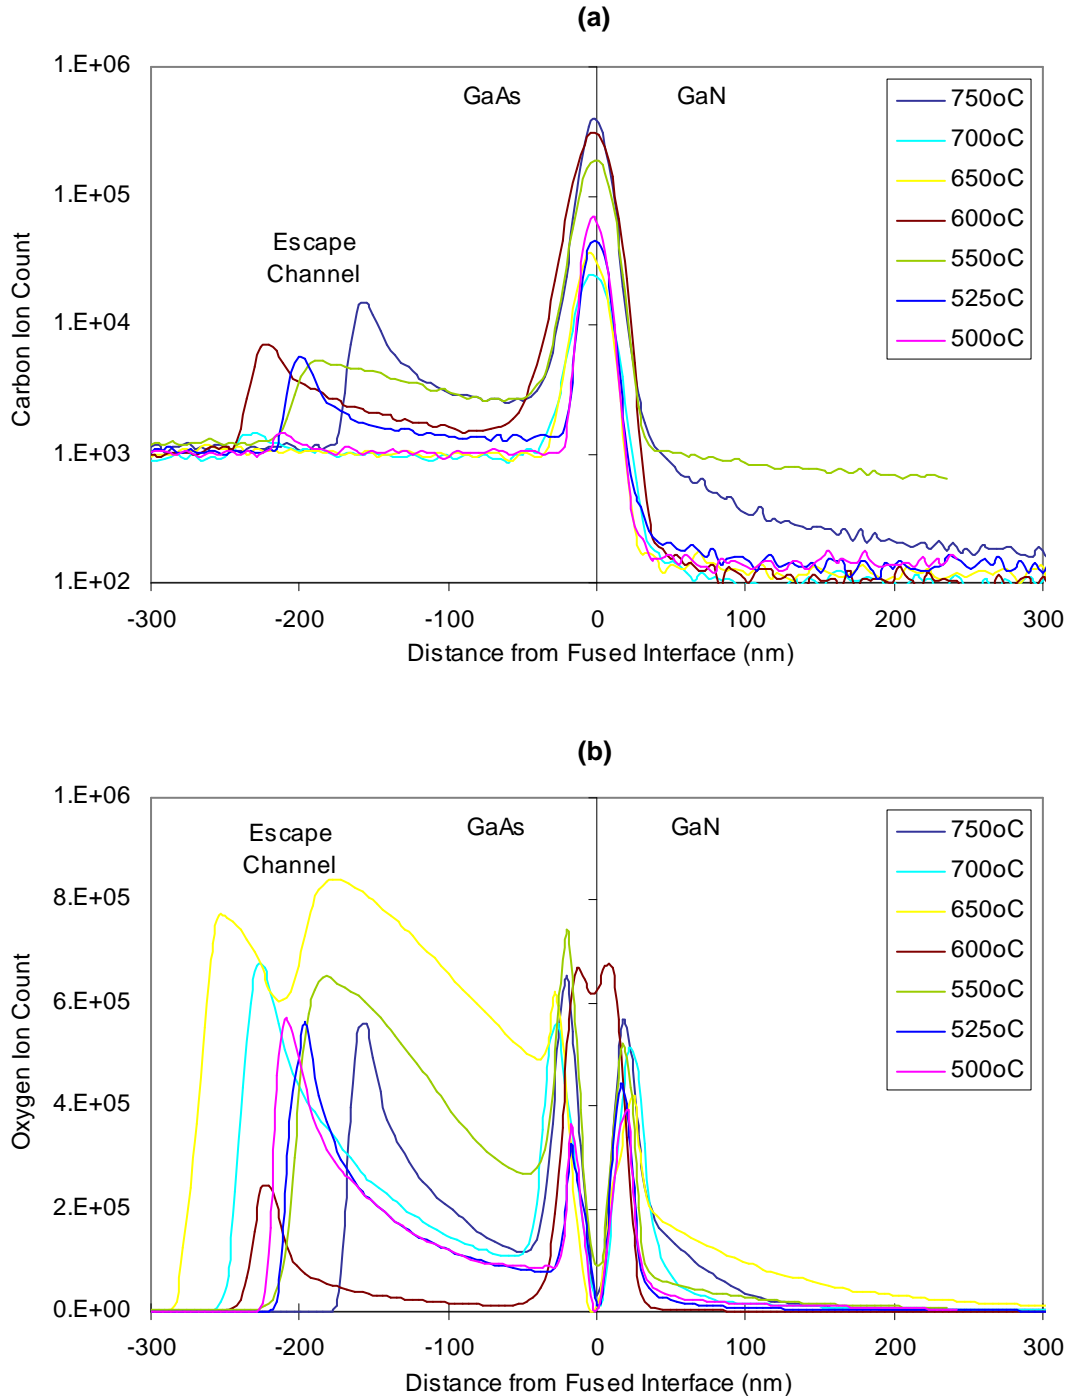 (a)
1.E+06
1.E+05
1.E+04
1.E+03
1.E+02
Carbon Ion Count
GaAs
GaN
Escape
Channel
750oC
700oC
650oC
600oC
550oC
525oC
500oC
-300
-200
-100
0
100
200
300
Distance from Fused Interface (nm)
(b)
1.E+06
8.E+05
6.E+05
4.E+05
2.E+05
0.E+00
Oxygen Ion Count
Escape
Channel
GaAs
GaN
750oC
700oC
650oC
600oC
550oC
525oC
500oC
-300
-200
-100
0
100
200
300
Distance from Fused Interface (nm)